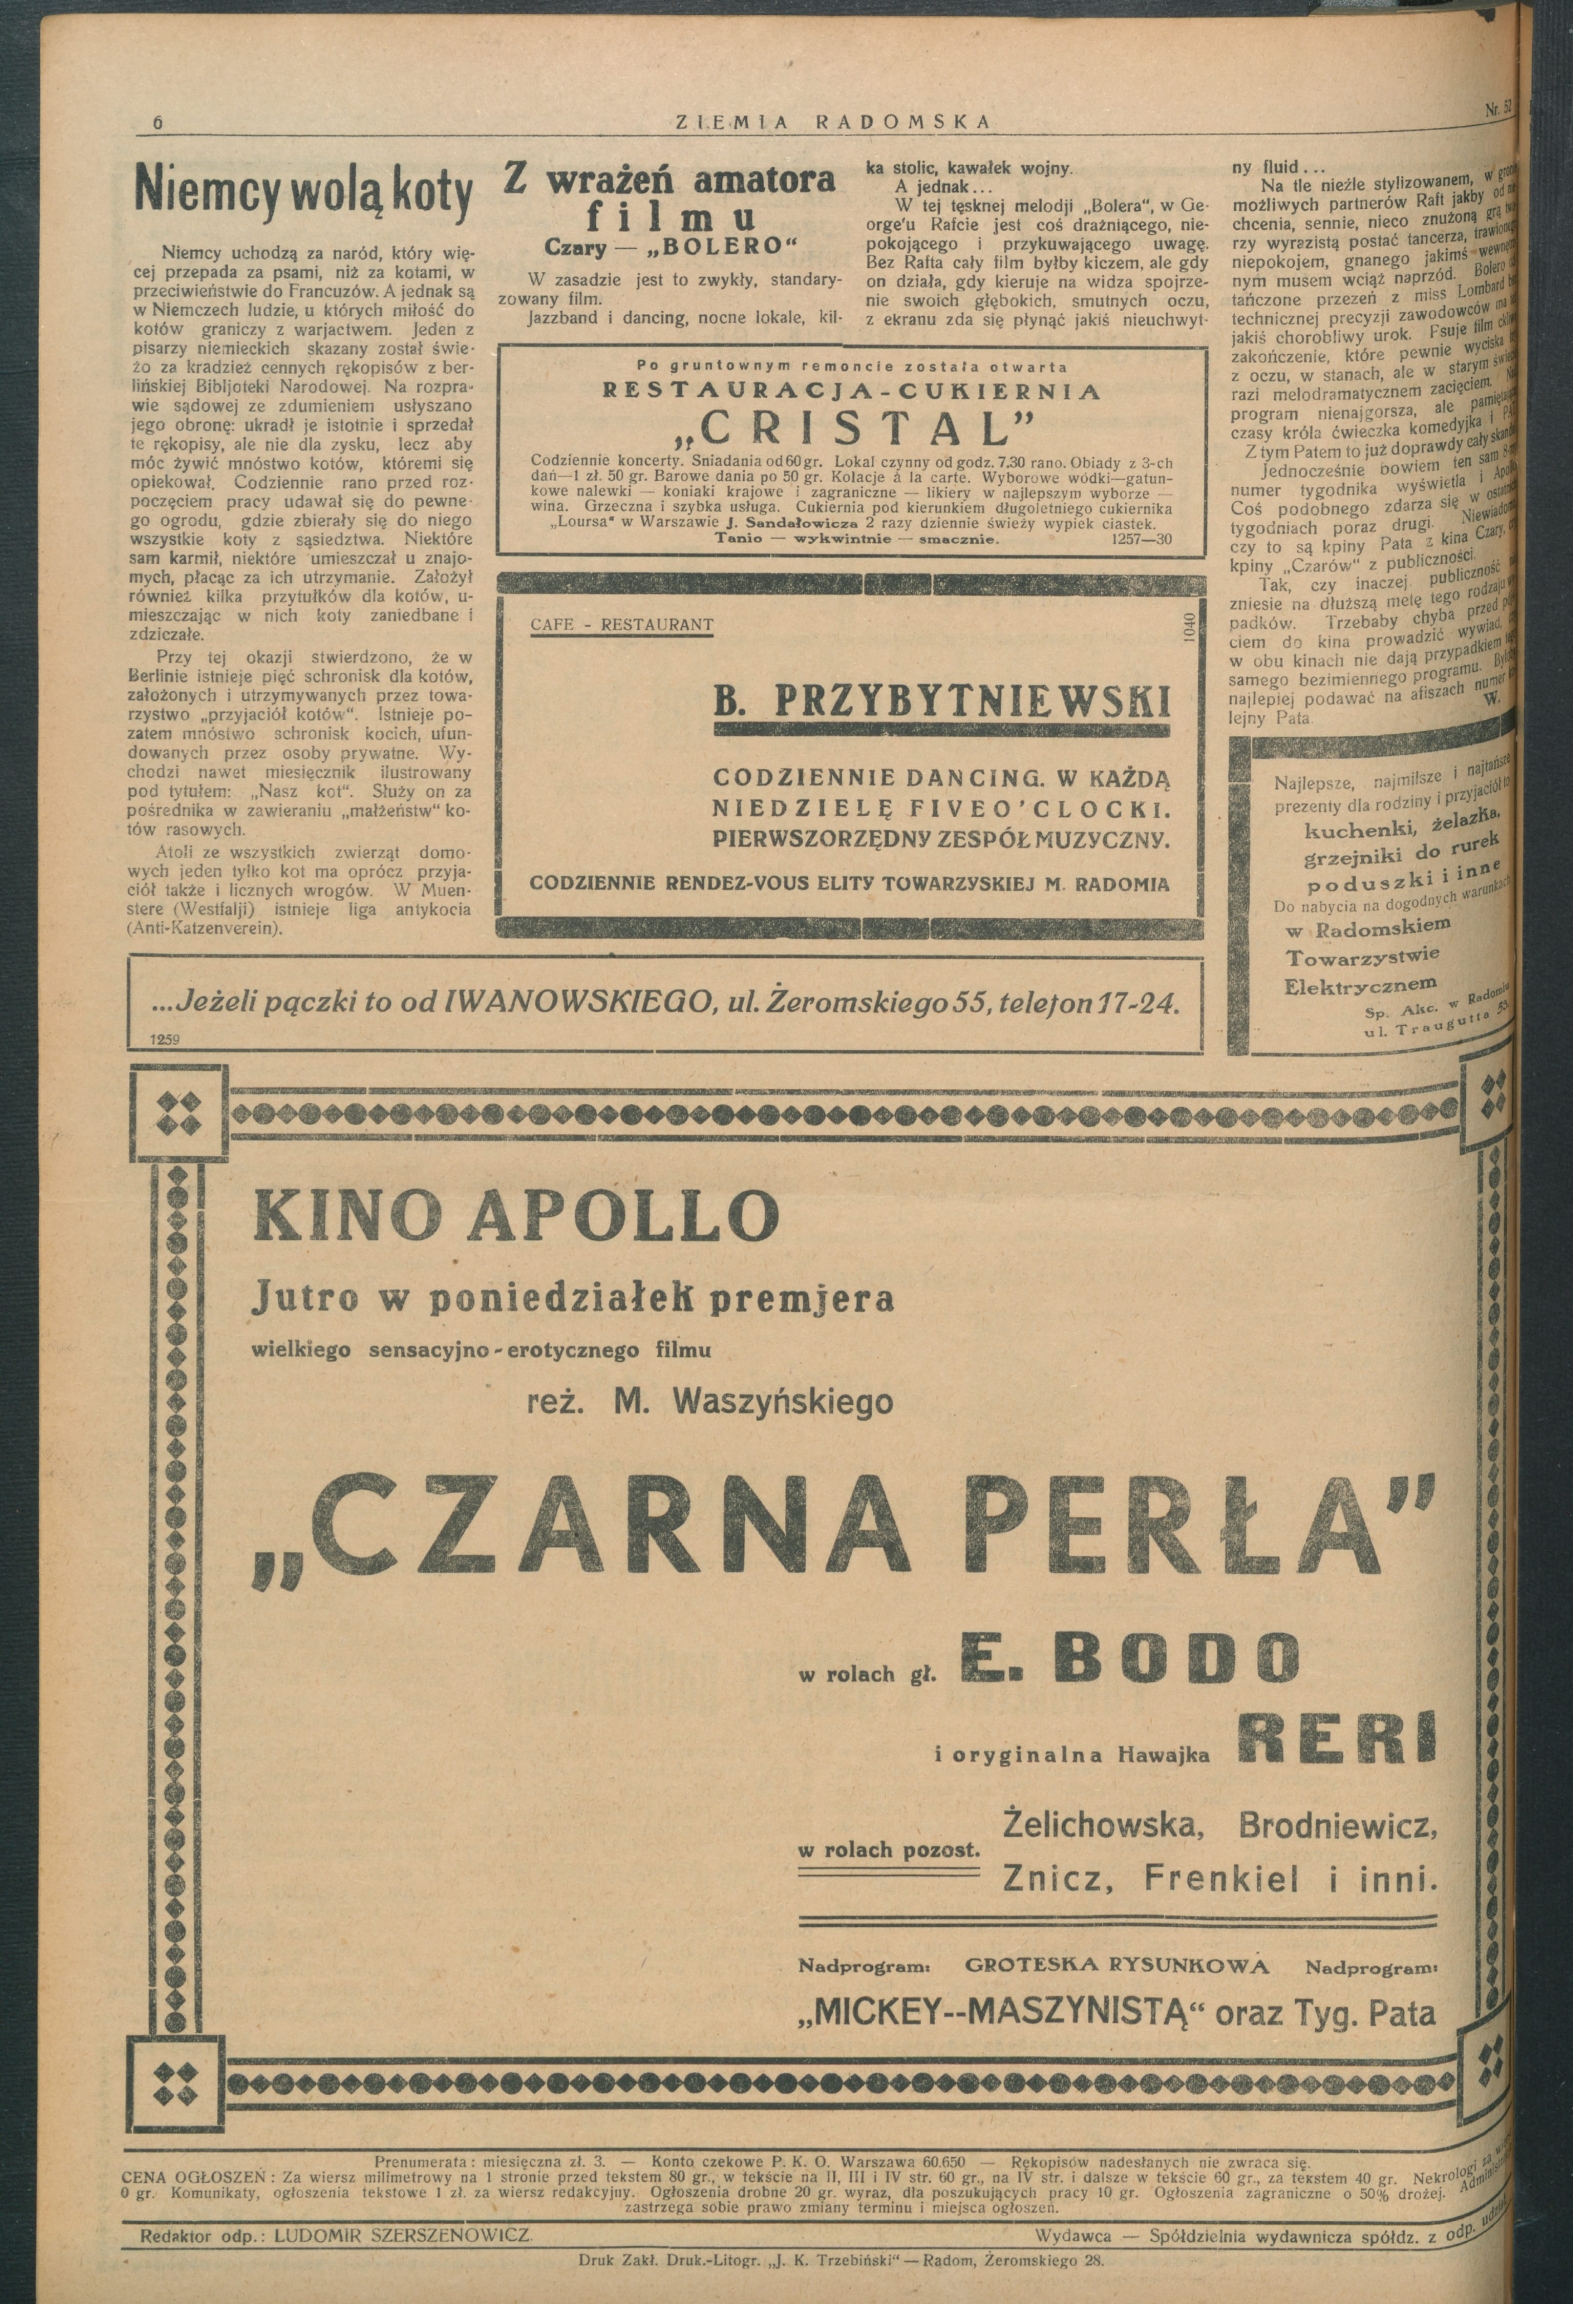 6
ZIEMIA RADOMSKA
Nr. 52
Niemcy wolą koty
Niemcy uchodzą za naród, który wię-
cej przepada za psami, niż za kotami, w
przeciwieństwie do Francuzów. A jednak są
w Niemczech ludzie, u których miłość do
kotów graniczy z warjactwem. Jeden z
pisarzy niemieckich skazany został świe-
żo za kradzież cennych rękopisów z ber-
lińskiej Bibljoteki Narodowej. Na rozpra-
wie sądowej ze zdumieniem usłyszano
jego obronę: ukradł je istotnie i sprzedał
te rękopisy, ale nie dla zysku, lecz aby
móc żywić mnóstwo kotów, któremi się
opiekował. Codziennie rano przed roz-
poczęciem pracy udawał się do pewne-
go ogrodu, gdzie zbierały się do niego
wszystkie koty z sąsiedztwa. Niektóre
sam karmił, niektóre umieszczał u znajo-
mych, płacąc za ich utrzymanie. Założył
również kilka przytułków dla kotów, u-
mieszczając w nich koty zaniedbane i
zdziczałe.
Przy tej okazji stwierdzono, że w
Berlinie istnieje pięć schronisk dla kotów,
założonych i utrzymywanych przez towa-
rzystwo „przyjaciół kotów“. Istnieje po-
zatem mnóstwo schronisk kocich, ufun-
dowanych przez osoby prywatne. Wy-
chodzi nawet miesięcznik ilustrowany
pod tytułem: „Nasz kot“. Służy on za
pośrednika w zawieraniu „małżeństw“ ko-
tów rasowych.
Atoli ze wszystkich zwierząt domo-
wych jeden tylko kot ma oprócz przyja-
ciół także i licznych wrogów. W Muen-
stere (Westfalji) istnieje liga antykocia
(Anti-Katzenverein).
Z wrażeń amatora
filmu
Czary — „BOLERO“
W zasadzie jest to zwykły, standary-
zowany film.
Jazzband i dancing, nocne lokale, kil-
ka stolic, kawałek wojny.
A jednak...
W tej tęsknej melodji „Bolera“, w Ge-
orge'u Rafcie jest coś drażniącego, nie-
pokojącego i przykuwającego uwagę.
Bez Rafta cały film byłby kiczem, ale gdy
on działa, gdy kieruje na widza spojrze-
nie swoich głębokich, smutnych oczu,
z ekranu zda się płynąć jakiś nieuchwyt-
ny fluid...
Na tle nieźle stylizowanem, w
możliwych partnerów Raft jakby od
chcenia, sennie, nieco znużoną grą
rzy wyrazistą postać tancerza,
niepokojem, gnanego jakimś
nym musem wciąż naprzód. Bolero
tańczone przezeń z miss Lombard
technicznej precyzji zawodowców ma
jakiś chorobliwy urok. Psuje film
zakończenie, które pewnie wyciska
z oczu, w stanach, ale w starym
razi melodramatycznem zacięciem.
program nienajgorsza, ale
czasy króla ćwieczka komedyjka i
Z tym Patem to już doprawdy cały
Jednocześnie bowiem ten sam
numer tygodnika wyświetla i
Coś podobnego zdarza się w
tygodniach poraz drugi.
czy to są kpiny Pata z kina Czary,
kpiny „Czarów“ z publiczności.
Tak, czy inaczej publiczność
zniesie na dłuższą metę tego rodzaju
padków. Trzebaby chyba przed
ciem do kina prowadzić wywiad,
w obu kinach nie dają przypadkiem
samego bezimiennego programu.
najlepiej podawać na afiszach numer
lejny Pata.
W.
Po gruntownym remoncie została otwarta
RESTAURACJA-CUKIERNIA
„CRISTAL”
Codziennie koncerty. Śniadania od 60 gr. Lokal czynny od godz. 7.30 rano. Obiady z 3-ch
dań—1 zł. 50 gr. Barowe dania po 50 gr. Kolacje à la carte. Wyborowe wódki—gatun-
kowe nalewki — koniaki krajowe i zagraniczne — likiery w najlepszym wyborze —
wina. Grzeczna i szybka usługa. Cukiernia pod kierunkiem długoletniego cukiernika
„Loursa“ w Warszawie J. Sandałowicza 2 razy dziennie świeży wypiek ciastek.
Tanio — wykwintnie — smacznie. 1257—30
CAFE - RESTAURANT
1040
B. PRZYBYTNIEWSKI
CODZIENNIE DANCING. W KAŻDĄ
NIEDZIELĘ FIVEO'CLOCKI.
PIERWSZORZĘDNY ZESPÓŁ MUZYCZNY.
CODZIENNIE RENDEZ-VOUS ELITY TOWARZYSKIEJ M. RADOMIA
Najlepsze, najmilsze i najtańsze
prezenty dla rodziny i przyjaciół to
kuchenki, żelazka,
grzejniki do rurek
poduszki i inne
Do nabycia na dogodnych warunkach
w Radomskiem
Towarzystwie
Elektrycznem
Sp. Akc. w Radomiu
ul. Traugutta 53
...Jeżeli pączki to od IWANOWSKIEGO, ul. Żeromskiego 55, telefon 17-24.
1259
KINO APOLLO
Jutro w poniedziałek premjera
wielkiego sensacyjno-erotycznego filmu
reż. M. Waszyńskiego
„CZARNA PERŁA”
w rolach gł. E. BODO
i oryginalna Hawajka RERI
w rolach pozost.
Żelichowska, Brodniewicz,
Znicz, Frenkiel i inni.
Nadprogram: GROTESKA RYSUNKOWA Nadprogram:
„MICKEY--MASZYNISTĄ“ oraz Tyg. Pata
Prenumerata: miesięczna zł. 3. — Konto czekowe P. K. O. Warszawa 60.650 — Rękopisów nadesłanych nie zwraca się.
CENA OGŁOSZEŃ: Za wiersz milimetrowy na 1 stronie przed tekstem 80 gr., w tekście na II, III i IV str. 60 gr., na IV str. i dalsze w tekście 60 gr., za tekstem 40 gr. Nekrologi za
0 gr. Komunikaty, ogłoszenia tekstowe 1 zł. za wiersz redakcyjny. Ogłoszenia drobne 20 gr. wyraz, dla poszukujących pracy 10 gr. Ogłoszenia zagraniczne o 50% drożej.
zastrzega sobie prawo zmiany terminu i miejsca ogłoszeń.
Redaktor odp.: LUDOMIR SZERSZENOWICZ.
Wydawca — Spółdzielnia wydawnicza spółdz. z odp.
Druk Zakł. Druk.-Litogr. „J. K. Trzebiński“ — Radom, Żeromskiego 28.